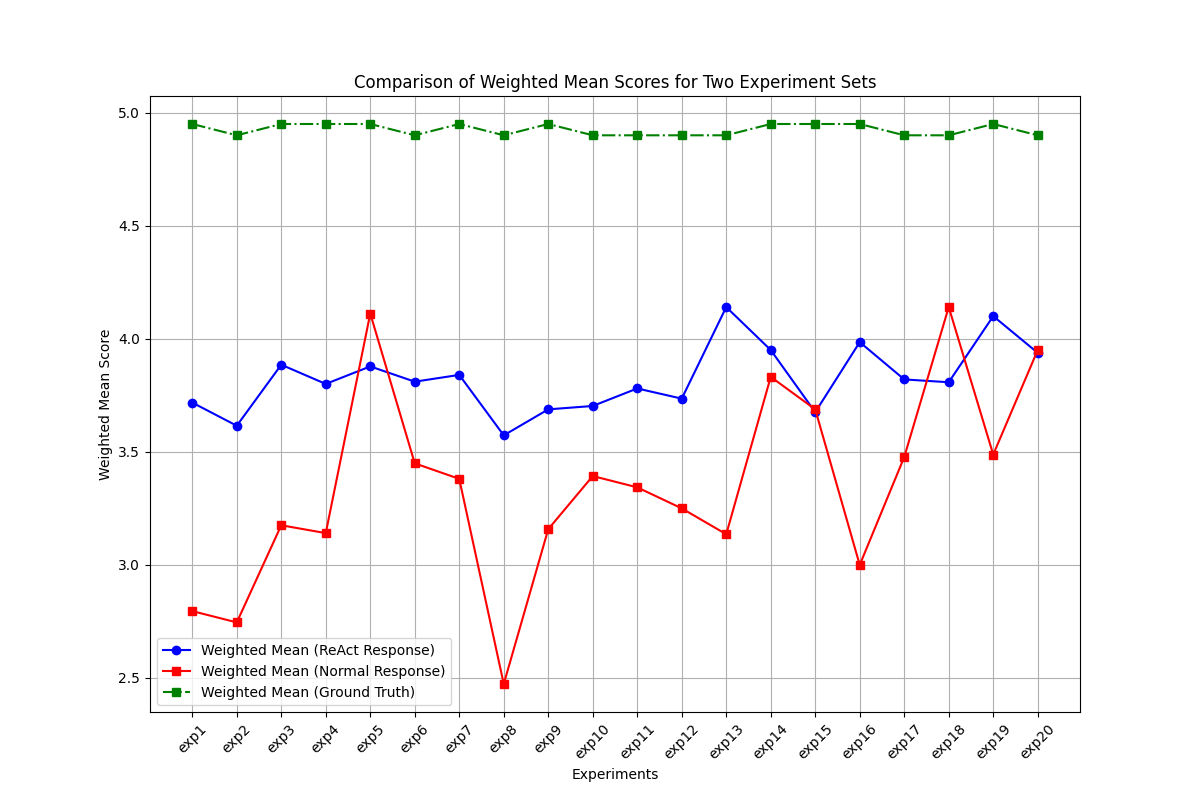 Comparison of Weighted Mean Scores for Two Experiment Sets
Weighted Mean Score
5.0
4.5
4.0
3.5
3.0
2.5
Weighted Mean (ReAct Response)
Weighted Mean (Normal Response)
Weighted Mean (Ground Truth)
exp1 exp2 exp3 exp4 exp5 exp6 exp7 exp8 exp9 exp10 exp11 exp12 exp13 exp14 exp15 exp16 exp17 exp18 exp19 exp20
Experiments